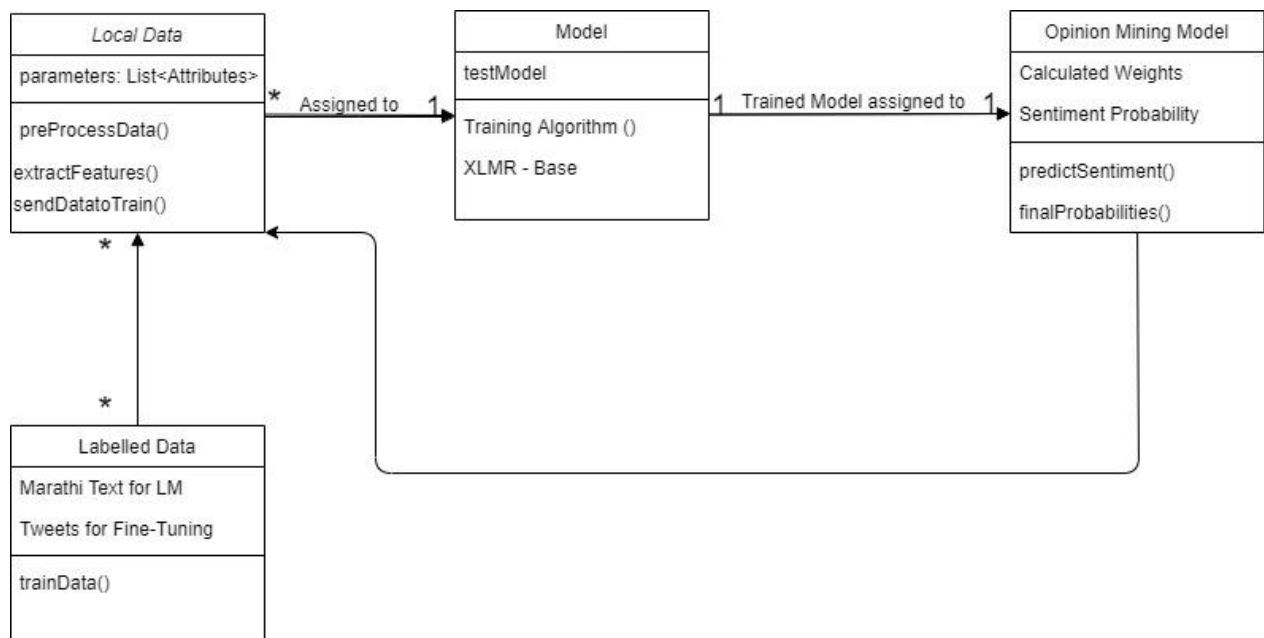 Local Data
parameters: List<Attributes>
preProcessData()
extractFeatures()
sendDatatoTrain()
* Assigned to 1
Model
testModel
Training Algorithm ()
XLMR - Base
1 Trained Model assigned to 1
Opinion Mining Model
Calculated Weights
Sentiment Probability
predictSentiment()
finalProbabilities()
*
*
Labelled Data
Marathi Text for LM
Tweets for Fine-Tuning
trainData()